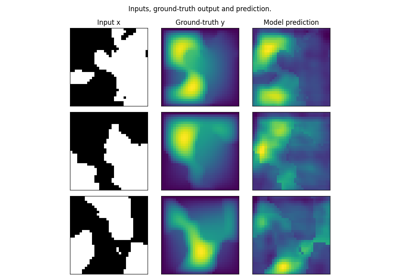 Inputs, ground-truth output and prediction.
Input x
Ground-truth y
Model prediction